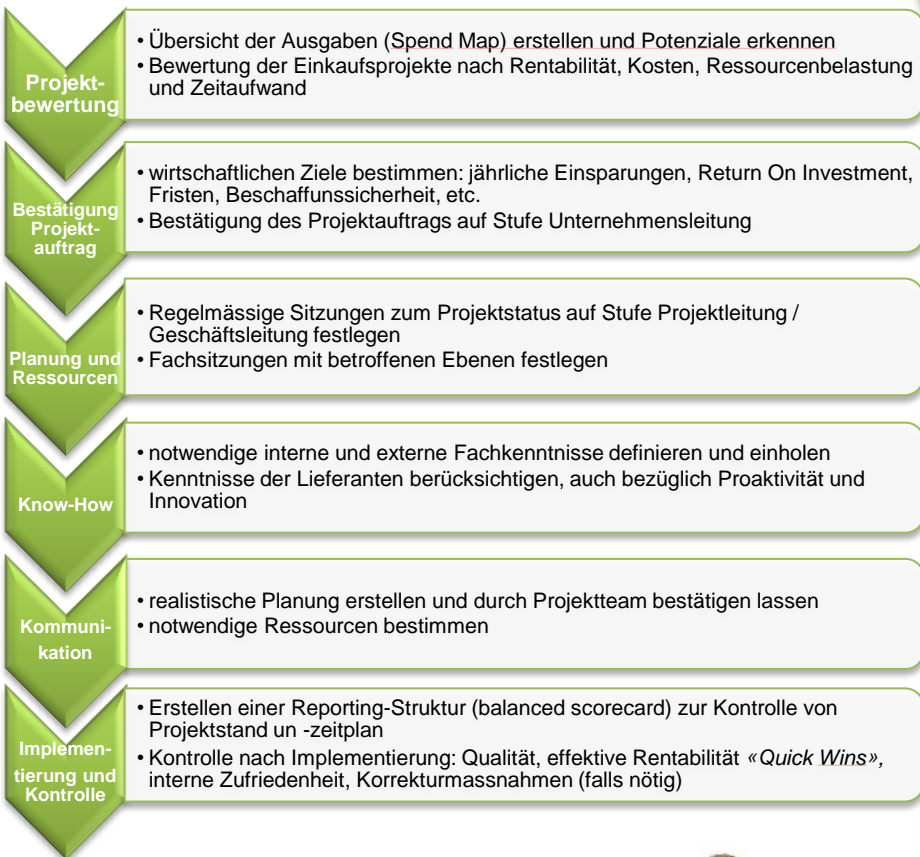 Projekt-
bewertung
• Übersicht der Ausgaben (Spend Map) erstellen und Potenziale erkennen
• Bewertung der Einkaufsprojekte nach Rentabilität, Kosten, Ressourcenbelastung
und Zeitaufwand
Bestätigung
Projekt-
auftrag
• wirtschaftlichen Ziele bestimmen: jährliche Einsparungen, Return On Investment,
Fristen, Beschaffunssicherheit, etc.
• Bestätigung des Projektauftrags auf Stufe Unternehmensleitung
Planung und
Ressourcen
• Regelmässige Sitzungen zum Projektstatus auf Stufe Projektleitung /
Geschäftsleitung festlegen
• Fachsitzungen mit betroffenen Ebenen festlegen
Know-How
• notwendige interne und externe Fachkenntnisse definieren und einholen
• Kenntnisse der Lieferanten berücksichtigen, auch bezüglich Proaktivität und
Innovation
Kommuni-
kation
• realistische Planung erstellen und durch Projektteam bestätigen lassen
• notwendige Ressourcen bestimmen
Implemen-
tierung und
Kontrolle
• Erstellen einer Reporting-Struktur (balanced scorecard) zur Kontrolle von
Projektstand un -zeitplan
• Kontrolle nach Implementierung: Qualität, effektive Rentabilität «Quick Wins»,
interne Zufriedenheit, Korrekturmassnahmen (falls nötig)